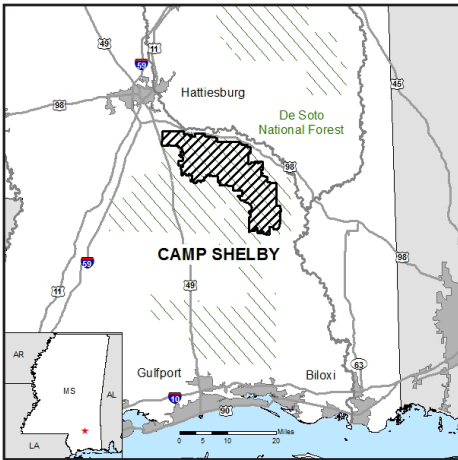 49
11
59
45
Hattiesburg
98
De Soto
National Forest
98
CAMP SHELBY
59
98
11
49
AR
MS
AL
LA
Gulfport
Biloxi
63
10
90
Miles
0 5 10 20